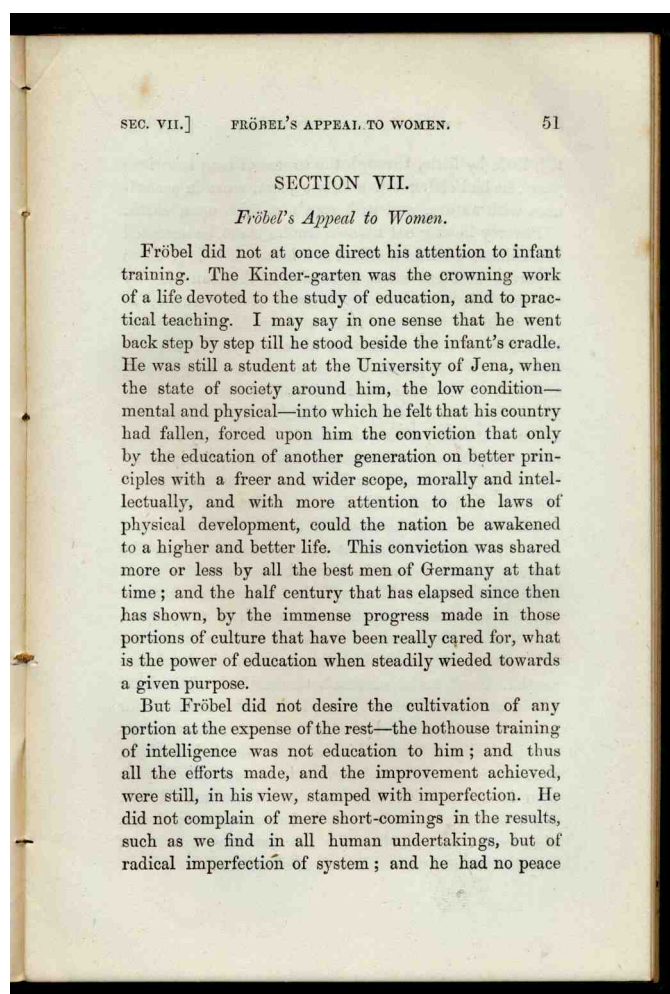 SEC. VII.] FRÖBEL'S APPEAL TO WOMEN. 51
SECTION VII.
Fröbel's Appeal to Women.
Fröbel did not at once direct his attention to infant
training. The Kinder-garten was the crowning work
of a life devoted to the study of education, and to prac-
tical teaching. I may say in one sense that he went
back step by step till he stood beside the infant's cradle.
He was still a student at the University of Jena, when
the state of society around him, the low condition—
mental and physical—into which he felt that his country
had fallen, forced upon him the conviction that only
by the education of another generation on better prin-
ciples with a freer and wider scope, morally and intel-
lectually, and with more attention to the laws of
physical development, could the nation be awakened
to a higher and better life. This conviction was shared
more or less by all the best men of Germany at that
time; and the half century that has elapsed since then
has shown, by the immense progress made in those
portions of culture that have been really cared for, what
is the power of education when steadily wieded towards
a given purpose.
But Fröbel did not desire the cultivation of any
portion at the expense of the rest—the hothouse training
of intelligence was not education to him; and thus
all the efforts made, and the improvement achieved,
were still, in his view, stamped with imperfection. He
did not complain of mere short-comings in the results,
such as we find in all human undertakings, but of
radical imperfection of system; and he had no peace